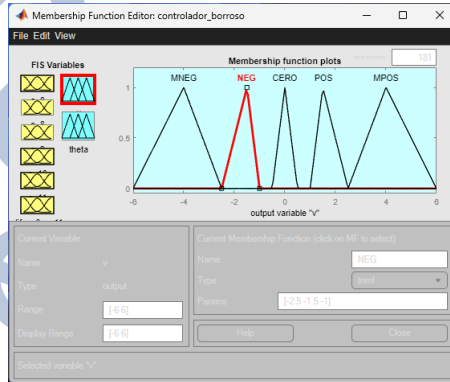 Membership Function Editor: controlador_borroso
File Edit View
FIS Variables
Membership function plots
181
MNEG NEG CERO POS MPOS
1
0.5
0
theta
-6 -4 -2 0 2 4 6
output variable "v"
Current Variable
Name v
Type output
Range [-6 6]
Display Range [-6 6]
Current Membership Function (click on MF to select)
Name NEG
Type trimf
Params [-2.5 -1.5 -1]
Help Close
Selected variable "v"